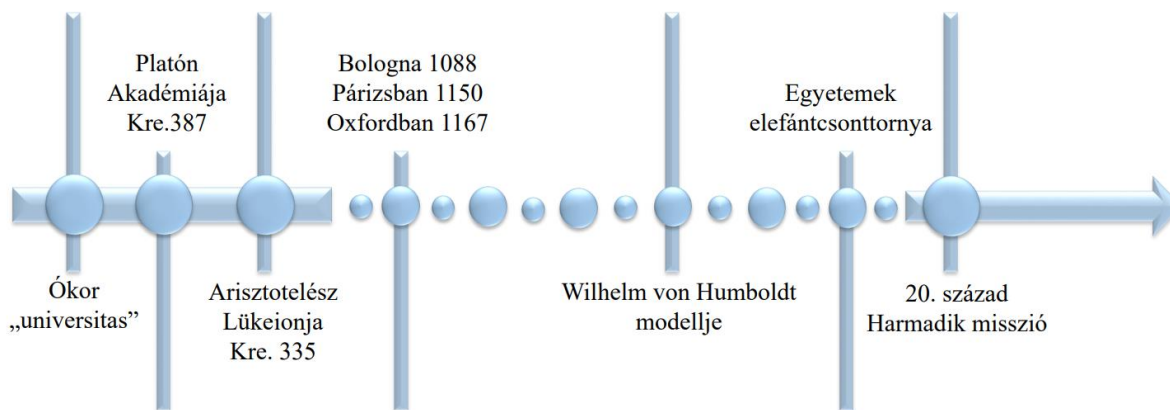 Platón
Akadémiája
Kre.387
Bologna 1088
Párizsban 1150
Oxfordban 1167
Egyetemek
elefántcsonttornya
Ókor
„universitas”
Arisztotelész
Lükeionja
Kre. 335
Wilhelm von Humboldt
modellje
20. század
Harmadik misszió